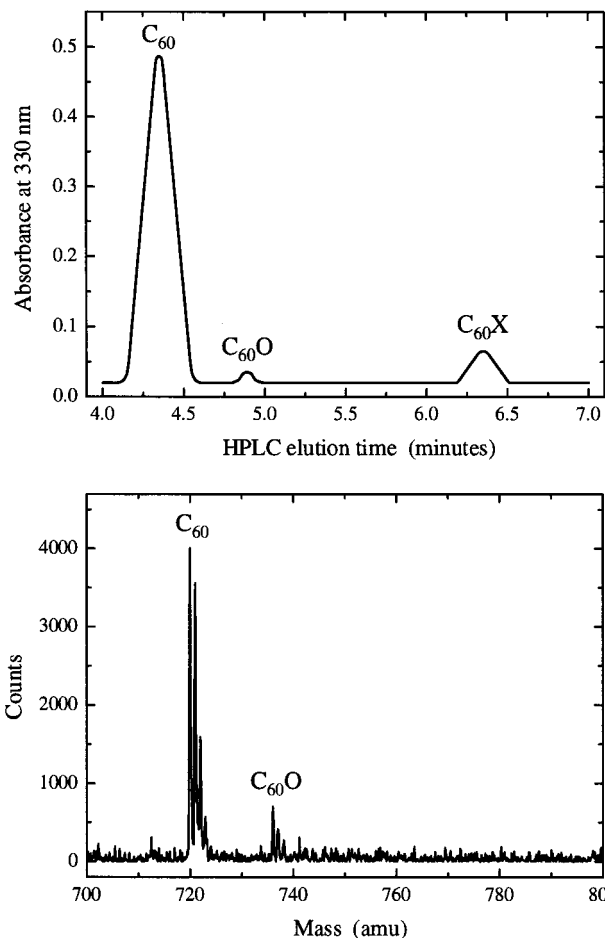 C₆₀
0.5
0.4
0.3
0.2
0.1
0.0
Absorbance at 330 nm
C₆₀O
C₆₀X
4.0 4.5 5.0 5.5 6.0 6.5 7.0
HPLC elution time (minutes)
C₆₀
4000
3000
2000
1000
0
Counts
C₆₀O
700 720 740 760 780 80
Mass (amu)